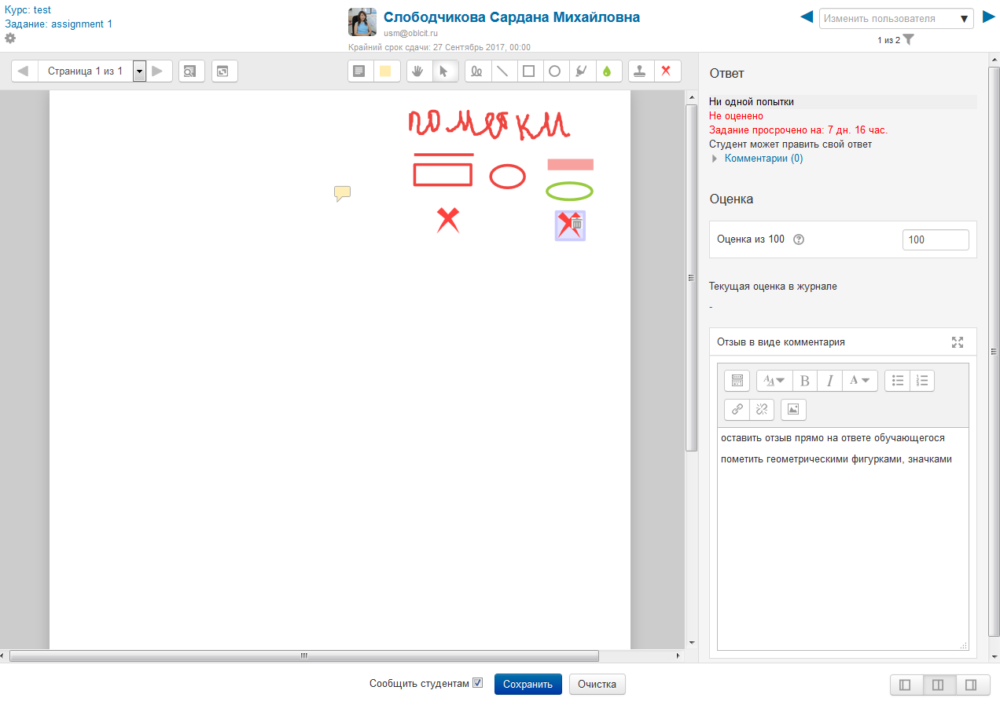 Курс: test
Задание: assignment 1
Слободчикова Сардана Михайловна
usm@oblcit.ru
Крайний срок сдачи: 27 Сентябрь 2017, 00:00
Изменить пользователя
1 из 2
Страница 1 из 1
пометки
Ответ
Ни одной попытки
Не оценено
Задание просрочено на: 7 дн. 16 час.
Студент может править свой ответ
Комментарии (0)
Оценка
Оценка из 100
100
Текущая оценка в журнале
-
Отзыв в виде комментария
оставить отзыв прямо на ответе обучающегося
пометить геометрическими фигурками, значками
Сообщить студентам
Сохранить
Очистка